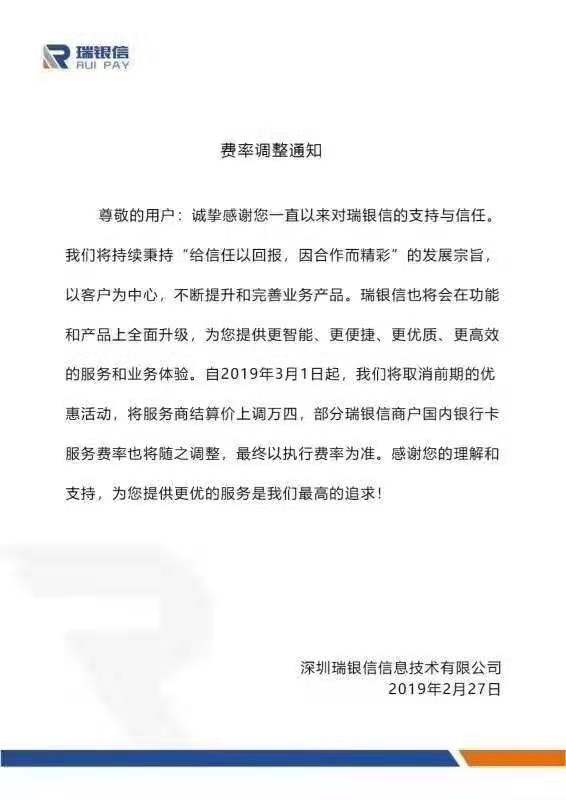 瑞银信
RUI PAY
费率调整通知
尊敬的用户：诚挚感谢您一直以来对瑞银信的支持与信任。
我们将持续秉持“给信任以回报，因合作而精彩”的发展宗旨，
以客户为中心，不断提升和完善业务产品。瑞银信也将会在功能
和产品上全面升级，为您提供更智能、更便捷、更优质、更高效
的服务和业务体验。自2019年3月1日起，我们将取消前期的优
惠活动，将服务商结算价上调万四，部分瑞银信商户国内银行卡
服务费率也将随之调整，最终以执行费率为准。感谢您的理解和
支持，为您提供更优的服务是我们最高的追求！
深圳瑞银信信息技术有限公司
2019年2月27日